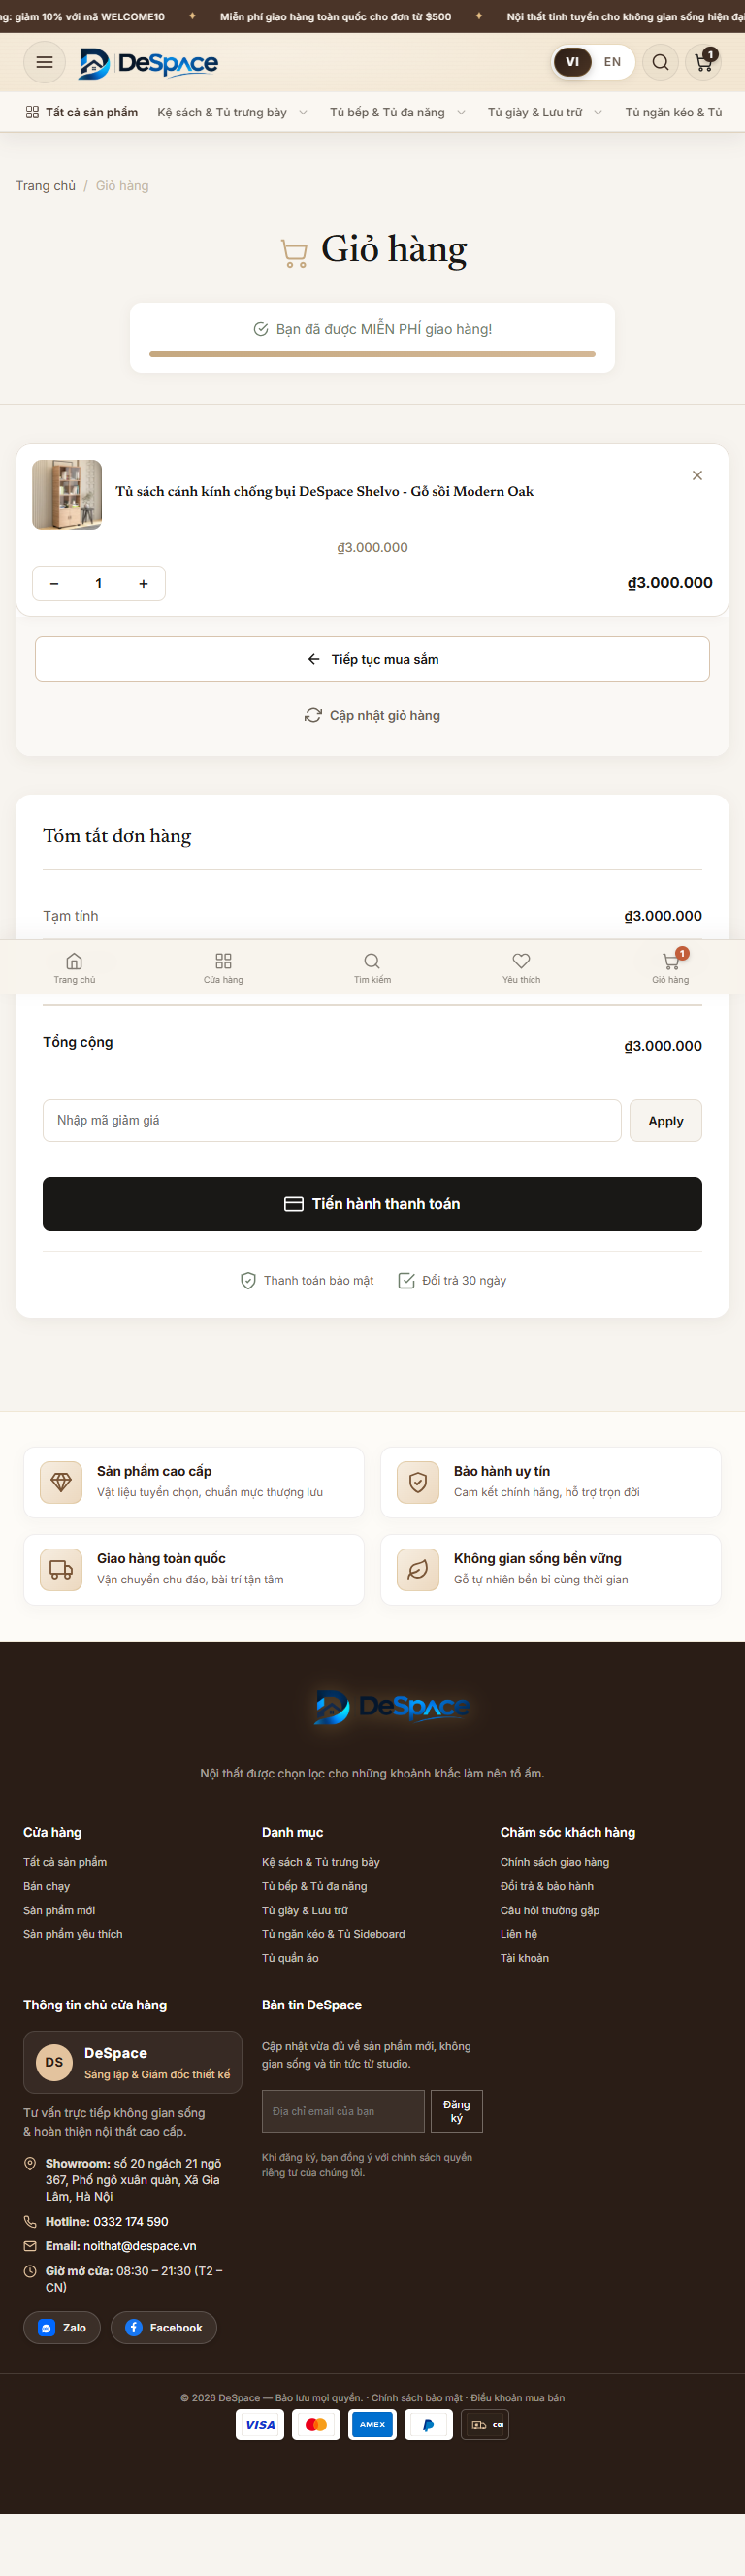 ng: giảm 10% với mã WELCOME10 ✦ Miễn phí giao hàng toàn quốc cho đơn từ $500 ✦ Nội thất tinh tuyển cho không gian sống hiện đại
DeSpace
VI EN
1
Tất cả sản phẩm Kệ sách & Tủ trưng bày Tủ bếp & Tủ đa năng Tủ giày & Lưu trữ Tủ ngăn kéo & Tủ
Trang chủ / Giỏ hàng
Giỏ hàng
Bạn đã được MIỄN PHÍ giao hàng!
Tủ sách cánh kính chống bụi DeSpace Shelvo - Gỗ sồi Modern Oak
₫3.000.000
− 1 + ₫3.000.000
Tiếp tục mua sắm
Cập nhật giỏ hàng
Tóm tắt đơn hàng
Tạm tính ₫3.000.000
1
Trang chủ Cửa hàng Tìm kiếm Yêu thích Giỏ hàng
Tổng cộng ₫3.000.000
Nhập mã giảm giá Apply
Tiến hành thanh toán
Thanh toán bảo mật Đổi trả 30 ngày
Sản phẩm cao cấp
Vật liệu tuyển chọn, chuẩn mực thượng lưu
Bảo hành uy tín
Cam kết chính hãng, hỗ trợ trọn đời
Giao hàng toàn quốc
Vận chuyển chu đáo, bài trí tận tâm
Không gian sống bền vững
Gỗ tự nhiên bền bỉ cùng thời gian
DeSpace
Nội thất được chọn lọc cho những khoảnh khắc làm nên tổ ấm.
Cửa hàng
Tất cả sản phẩm
Bán chạy
Sản phẩm mới
Sản phẩm yêu thích
Danh mục
Kệ sách & Tủ trưng bày
Tủ bếp & Tủ đa năng
Tủ giày & Lưu trữ
Tủ ngăn kéo & Tủ Sideboard
Tủ quần áo
Chăm sóc khách hàng
Chính sách giao hàng
Đổi trả & bảo hành
Câu hỏi thường gặp
Liên hệ
Tài khoản
Thông tin chủ cửa hàng
DS
DeSpace
Sáng lập & Giám đốc thiết kế
Tư vấn trực tiếp không gian sống
& hoàn thiện nội thất cao cấp.
Showroom: số 20 ngách 21 ngõ
367, Phố ngô xuân quản, Xã Gia
Lâm, Hà Nội
Hotline: 0332 174 590
Email: noithat@despace.vn
Giờ mở cửa: 08:30 – 21:30 (T2 –
CN)
Zalo Facebook
Bản tin DeSpace
Cập nhật vừa đủ về sản phẩm mới, không
gian sống và tin tức từ studio.
Địa chỉ email của bạn
Đăng
ký
Khi đăng ký, bạn đồng ý với chính sách quyền
riêng tư của chúng tôi.
© 2026 DeSpace — Bảo lưu mọi quyền. · Chính sách bảo mật · Điều khoản mua bán
VISA AMEX